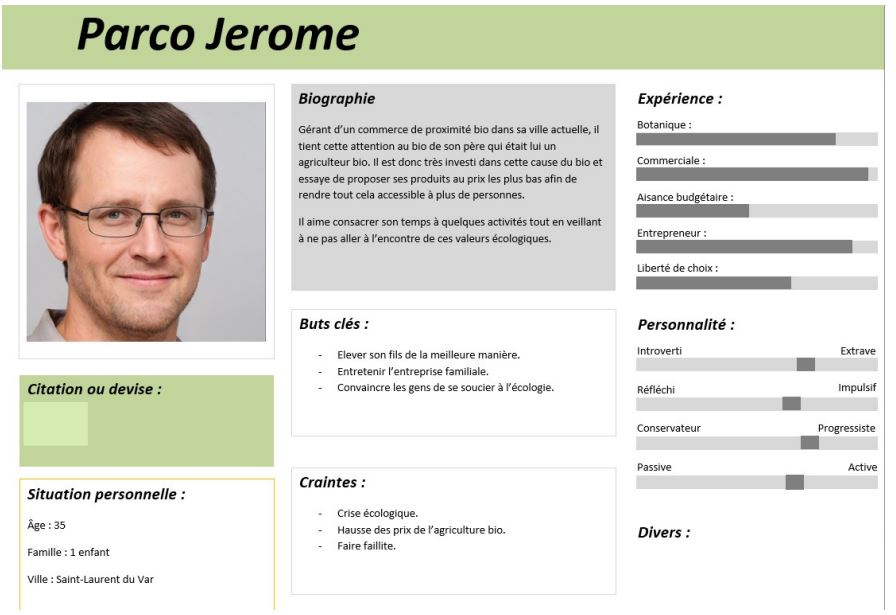 Parco Jerome
Citation ou devise :
Situation personnelle :
Âge : 35
Famille : 1 enfant
Ville : Saint-Laurent du Var
Biographie
Gérant d’un commerce de proximité bio dans sa ville actuelle, il
tient cette attention au bio de son père qui était lui un
agriculteur bio. Il est donc très investi dans cette cause du bio et
essaye de proposer ses produits au prix les plus bas afin de
rendre tout cela accessible à plus de personnes.
Il aime consacrer son temps à quelques activités tout en veillant
à ne pas aller à l’encontre de ces valeurs écologiques.
Buts clés :
- Elever son fils de la meilleure manière.
- Entretenir l’entreprise familiale.
- Convaincre les gens de se soucier à l’écologie.
Craintes :
- Crise écologique.
- Hausse des prix de l’agriculture bio.
- Faire faillite.
Expérience :
Botanique :
Commerciale :
Aisance budgétaire :
Entrepreneur :
Liberté de choix :
Personnalité :
Introverti Extrave
Réfléchi Impulsif
Conservateur Progressiste
Passive Active
Divers :